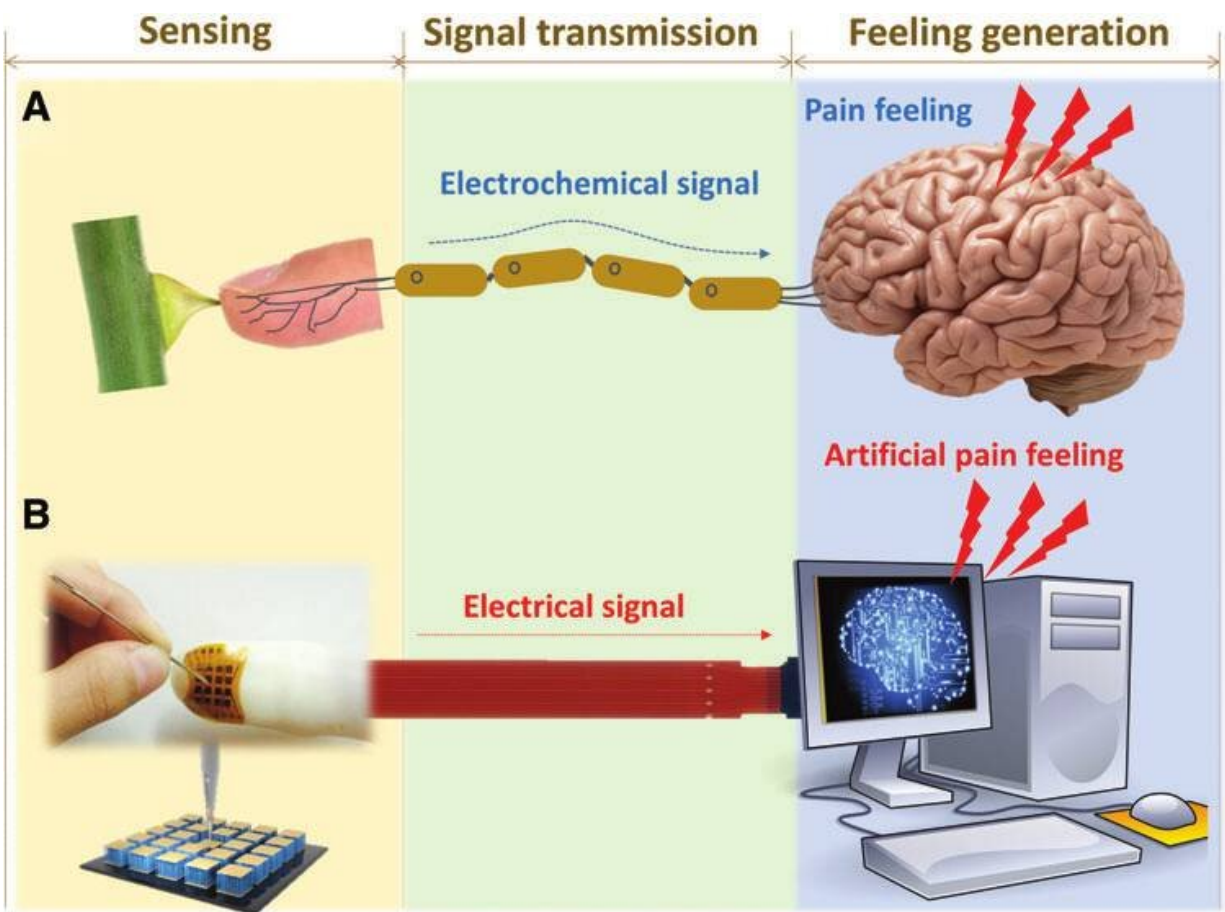 Sensing
Signal transmission
Feeling generation
A
Pain feeling
Electrochemical signal
Artificial pain feeling
B
Electrical signal